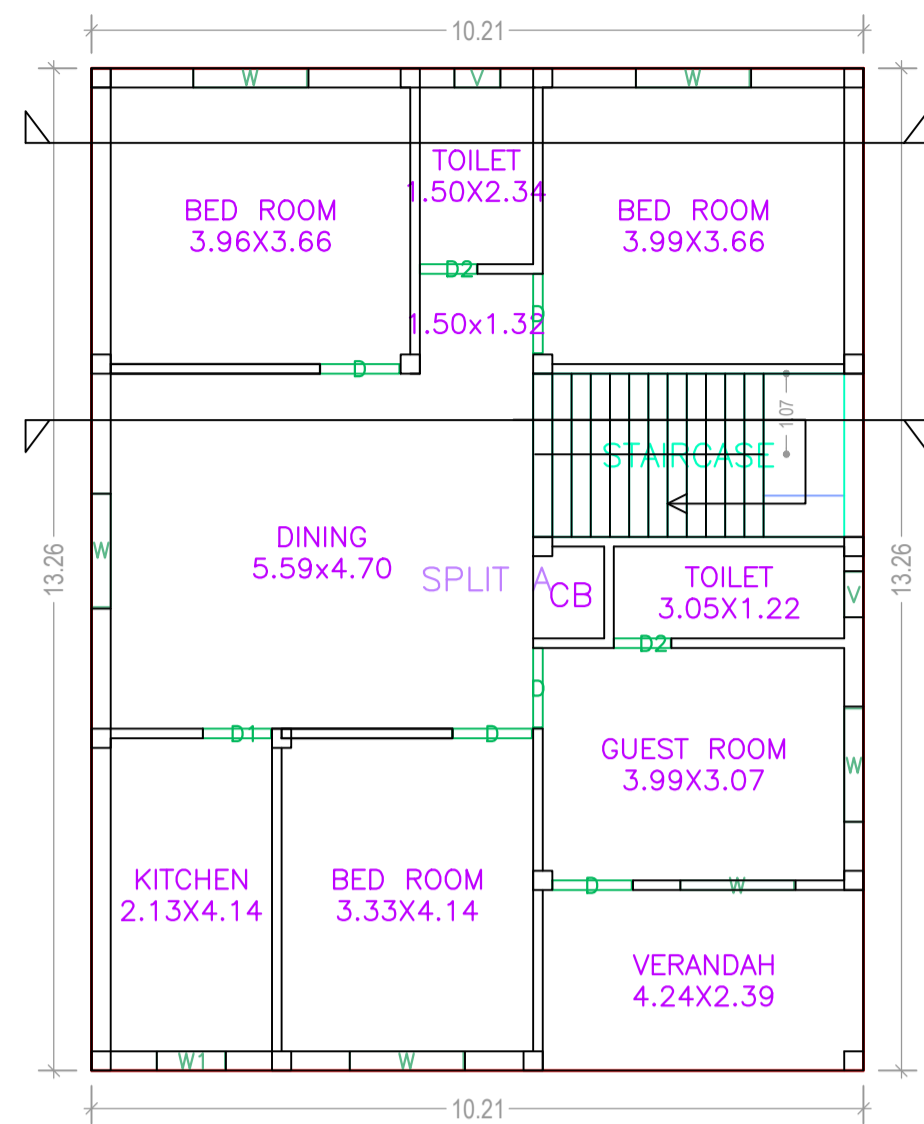 10.21
W
V
W
TOILET
1.50X2.34
BED ROOM
3.96X3.66
BED ROOM
3.99X3.66
D2
D
1.50x1.32
D
1.07
STAIRCASE
DINING
5.59x4.70
W
13.26
13.26
SPLIT A
CB
TOILET
3.05X1.22
V
D2
D
D1
D
GUEST ROOM
3.99X3.07
W
KITCHEN
2.13X4.14
BED ROOM
3.33X4.14
D
W
VERANDAH
4.24X2.39
W1
W
10.21